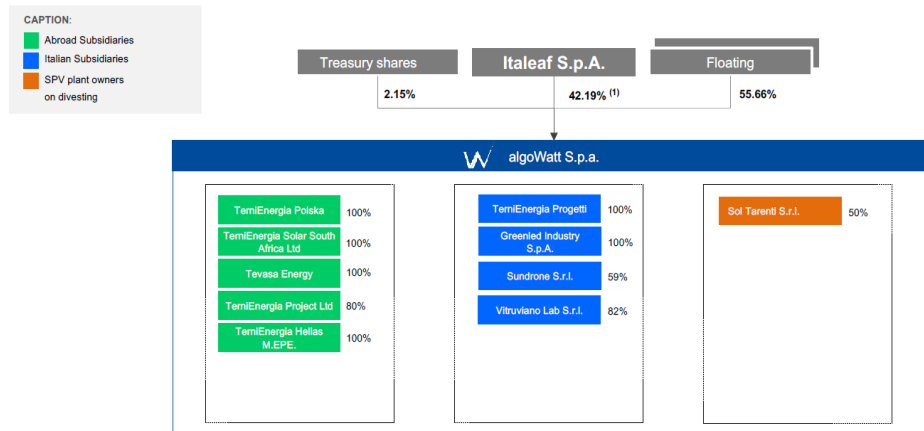 CAPTION:
Abroad Subsidiaries
Italian Subsidiaries
SPV plant owners
on divesting
Treasury shares
Italeaf S.p.A.
Floating
2.15%
42.19% (1)
55.66%
algoWatt S.p.a.
TerniEnergia Polska
100%
TerniEnergia Solar South
Africa Ltd
100%
Tevasa Energy
100%
TerniEnergia Project Ltd
80%
TerniEnergia Hellas
M.EPE.
100%
TerniEnergia Progetti
100%
Greenled Industry
S.p.A.
100%
Sundrone S.r.l.
59%
Vitruviano Lab S.r.l.
82%
Sol Tarenti S.r.l.
50%